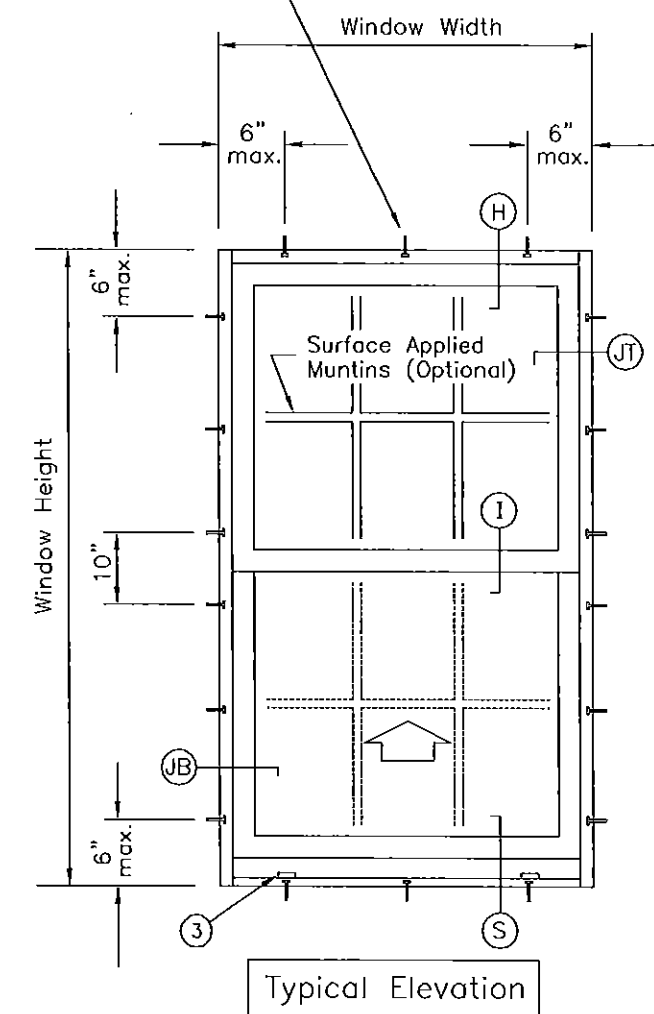 Window Width
6"
max.
6"
max.
H
6"
max.
Surface Applied
Muntins (Optional)
JT
Window Height
I
10"
JB
6"
max.
3
S
Typical Elevation